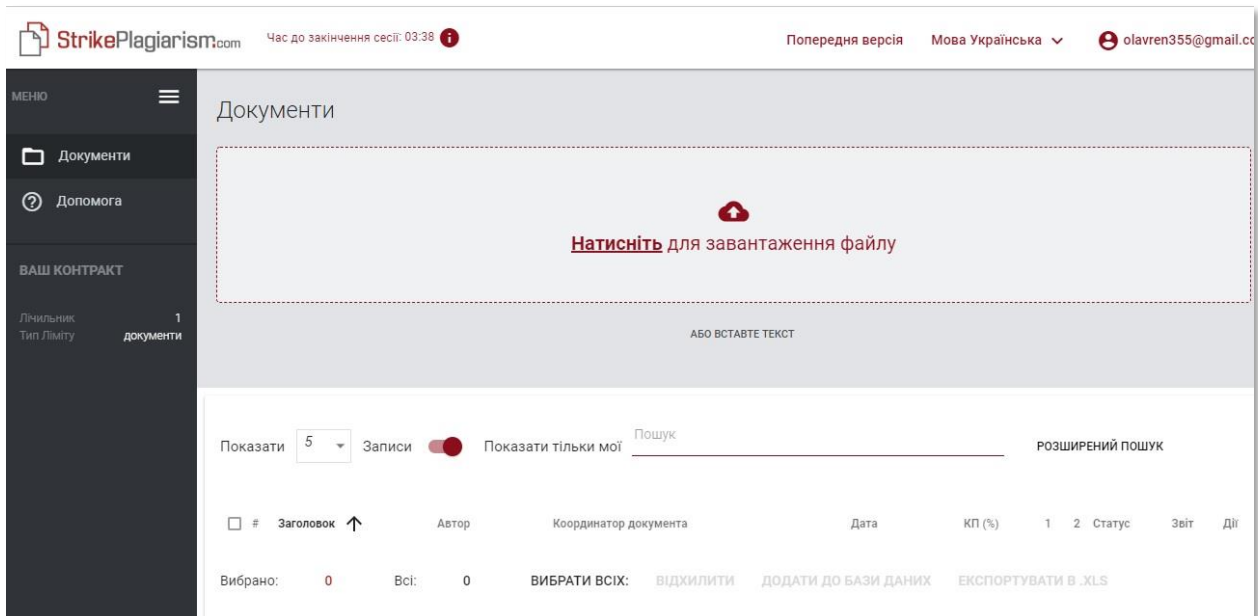 StrikePlagiarism.com Час до закінчення сесії: 03:38 Попередня версія Мова Українська olavren355@gmail.co
МЕНЮ
Документи
Документи
Допомога
Натисніть для завантаження файлу
ВАШ КОНТРАКТ
Лічильник 1
Тип Ліміту документи
АБО ВСТАВТЕ ТЕКСТ
Показати 5 Записи Показати тільки мої Пошук РОЗШИРЕНИЙ ПОШУК
# Заголовок Автор Координатор документа Дата КП (%) 1 2 Статус Звіт Дії
Вибрано: 0 Всі: 0 ВИБРАТИ ВСІХ: ВІДХИЛИТИ ДОДАТИ ДО БАЗИ ДАНИХ ЕКСПОРТУВАТИ В .XLS